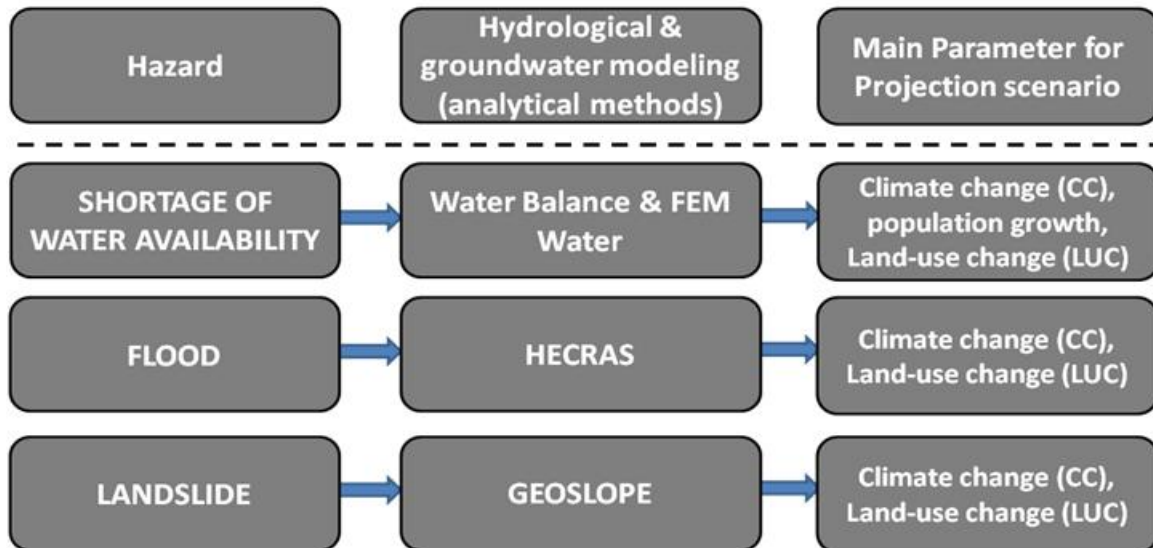 Hazard
Hydrological &
groundwater modeling
(analytical methods)
Main Parameter for
Projection scenario
SHORTAGE OF
WATER AVAILABILITY
Water Balance & FEM
Water
Climate change (CC),
population growth,
Land-use change (LUC)
FLOOD
HECRAS
Climate change (CC),
Land-use change (LUC)
LANDSLIDE
GEOSLOPE
Climate change (CC),
Land-use change (LUC)